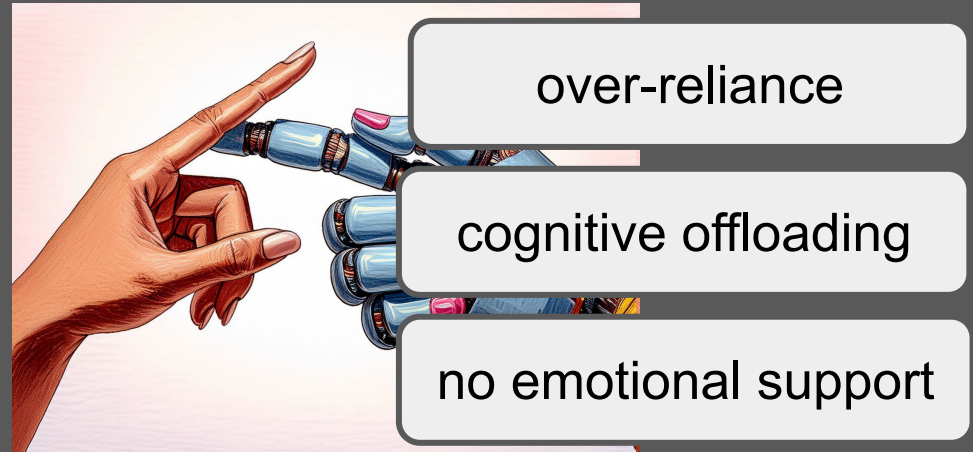 over-reliance
cognitive offloading
no emotional support